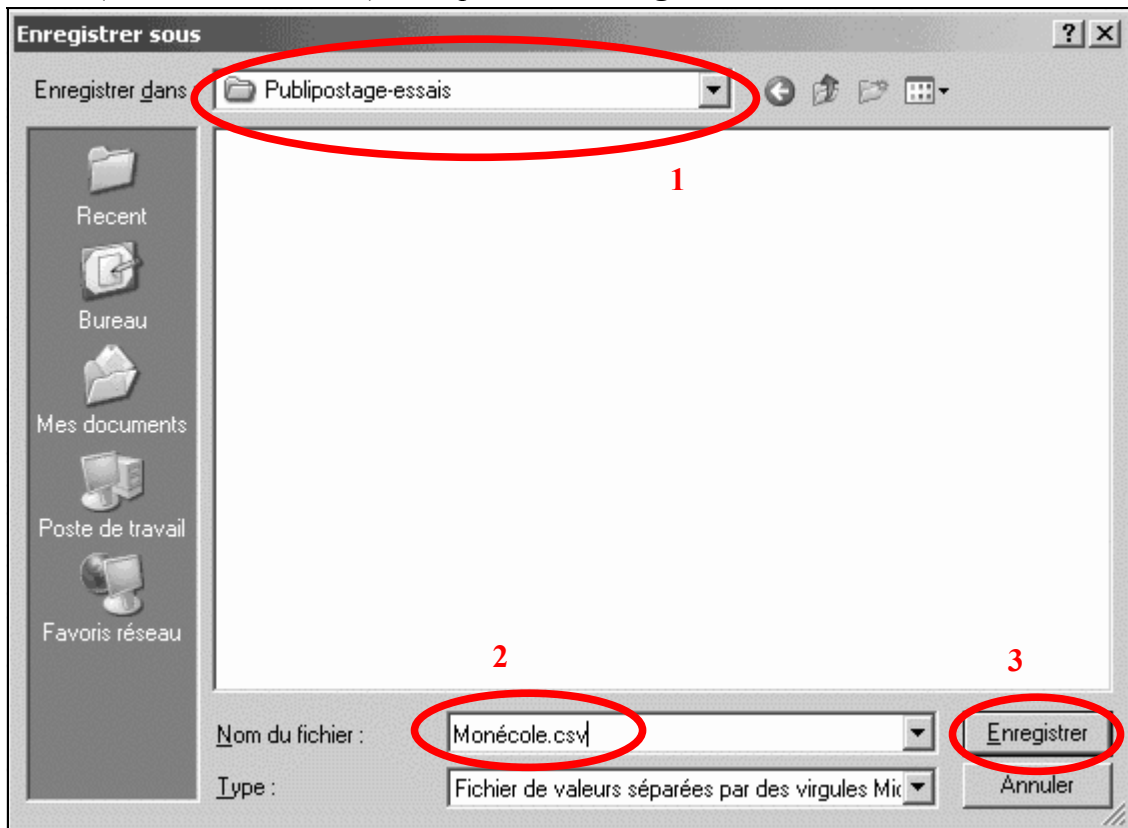 Enregistrer sous
Enregistrer dans : Publipostage-essais
1
Recent
Bureau
Mes documents
Poste de travail
Favoris réseau
2
3
Nom du fichier : Monécole.csv Enregistrer
Type : Fichier de valeurs séparées par des virgules Annuler